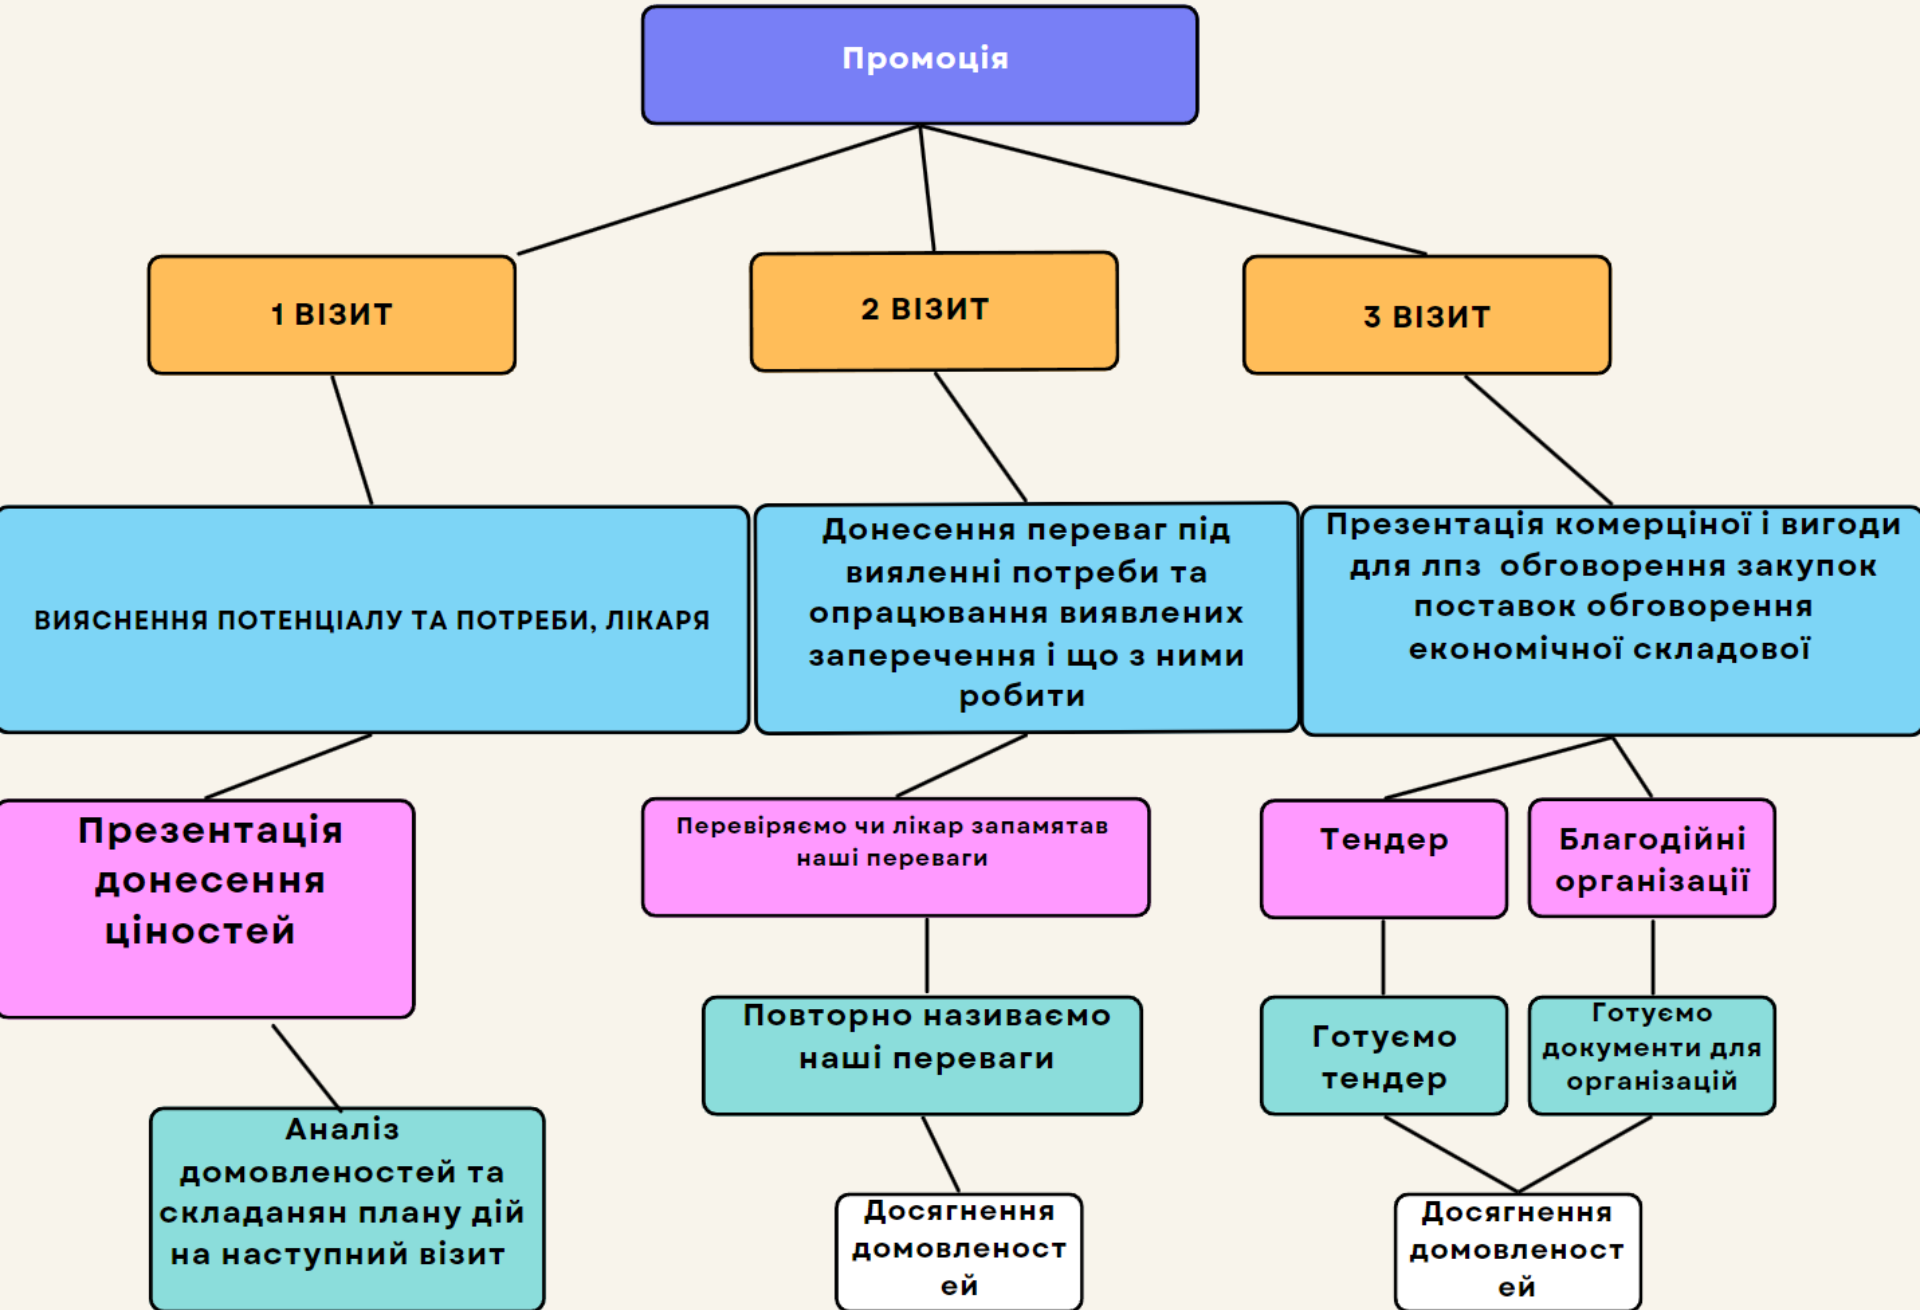 Промоція
1 ВІЗИТ
2 ВІЗИТ
3 ВІЗИТ
ВИЯСНЕННЯ ПОТЕНЦІАЛУ ТА ПОТРЕБИ, ЛІКАРЯ
Донесення переваг під
вияленні потреби та
опрацювання виявлених
заперечення і що з ними
робити
Презентація комерціної і вигоди
для лпз обговорення закупок
поставок обговорення
економічної складової
Презентація
донесення
ціностей
Перевіряємо чи лікар запамятав
наші переваги
Тендер
Благодійні
організації
Повторно називаємо
наші переваги
Готуємо
тендер
Готуємо
документи для
організацій
Аналіз
домовленостей та
складанян плану дій
на наступний візит
Досягнення
домовленост
ей
Досягнення
домовленост
ей